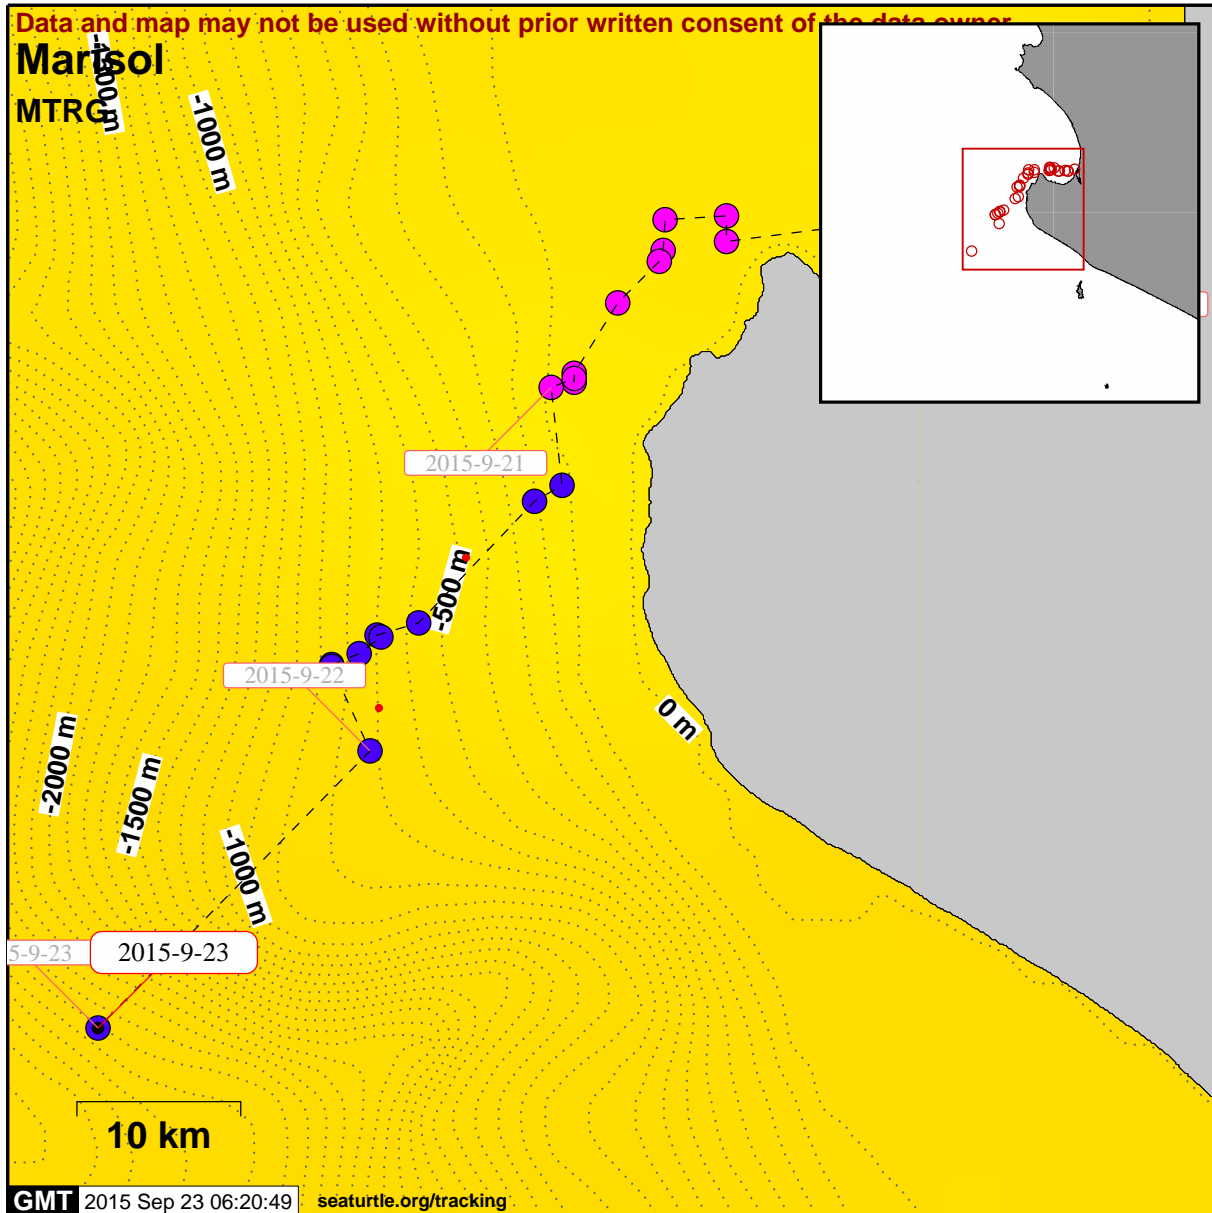 Data and map may not be used without prior written consent of the data owner
Marisol
MTRG
-1000 m
2015-9-21
-500 m
2015-9-22
0 m
-2000 m
-1500 m
-1000 m
5-9-23
2015-9-23
10 km
GMT 2015 Sep 23 06:20:49 seaturtle.org/tracking